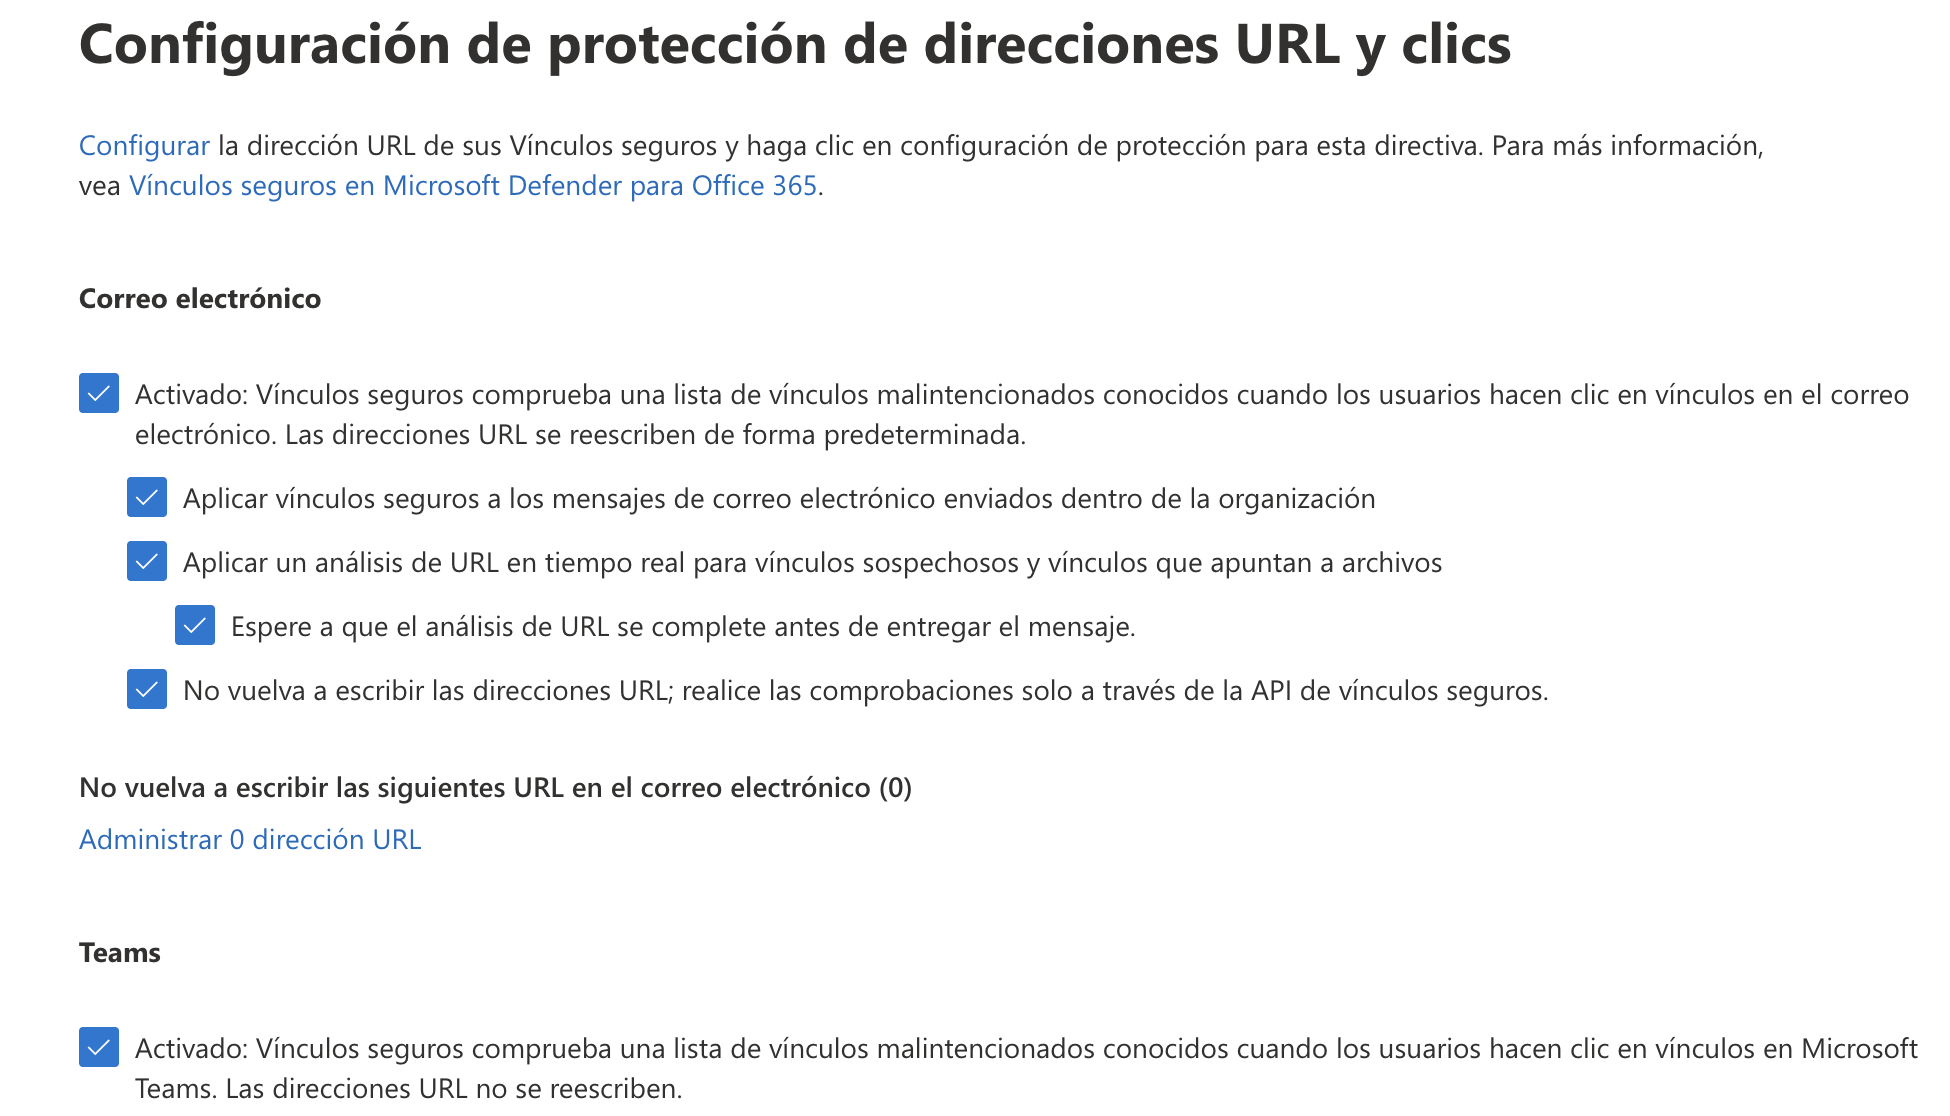 Configuración de protección de direcciones URL y clics
Configurar la dirección URL de sus Vínculos seguros y haga clic en configuración de protección para esta directiva. Para más información,
vea Vínculos seguros en Microsoft Defender para Office 365.
Correo electrónico
Activado: Vínculos seguros comprueba una lista de vínculos malintencionados conocidos cuando los usuarios hacen clic en vínculos en el correo
electrónico. Las direcciones URL se reescriben de forma predeterminada.
Aplicar vínculos seguros a los mensajes de correo electrónico enviados dentro de la organización
Aplicar un análisis de URL en tiempo real para vínculos sospechosos y vínculos que apuntan a archivos
Espere a que el análisis de URL se complete antes de entregar el mensaje.
No vuelva a escribir las direcciones URL; realice las comprobaciones solo a través de la API de vínculos seguros.
No vuelva a escribir las siguientes URL en el correo electrónico (0)
Administrar 0 dirección URL
Teams
Activado: Vínculos seguros comprueba una lista de vínculos malintencionados conocidos cuando los usuarios hacen clic en vínculos en Microsoft
Teams. Las direcciones URL no se reescriben.